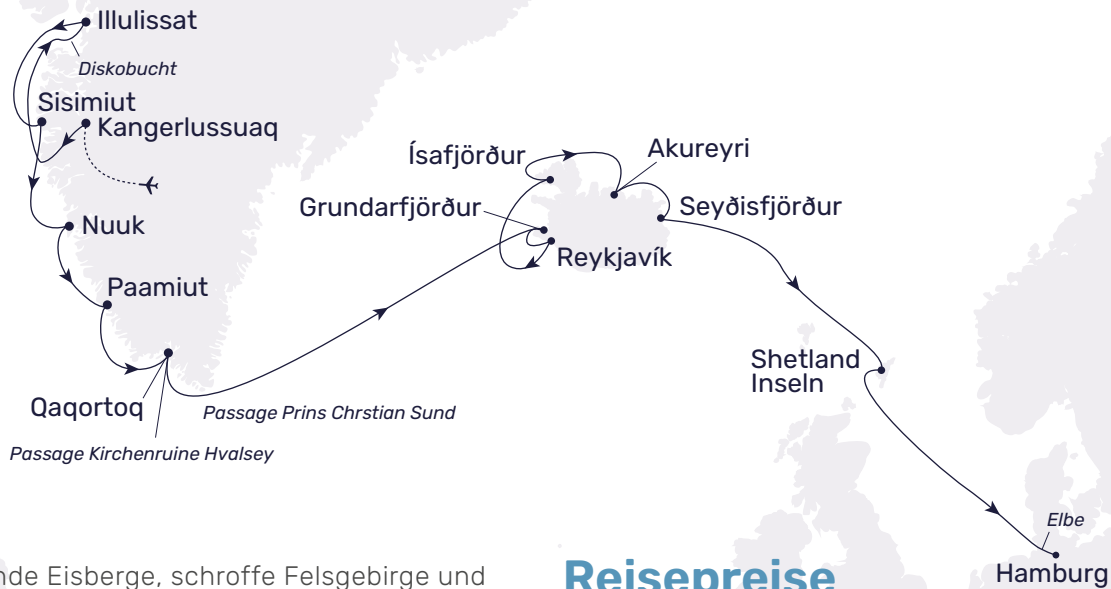 Illulissat
Diskobucht
Sisimiut
Kangerlussuaq
Nuuk
Paamiut
Qaqortoq
Passage Prins Chrstian Sund
Passage Kirchenruine Hvalsey
Ísafjörður
Akureyri
Grundarfjörður
Seyðisfjörður
Reykjavík
Shetland
Inseln
Elbe
Hamburg
nde Eisberge, schroffe Felsgebirge und
Reisepreise